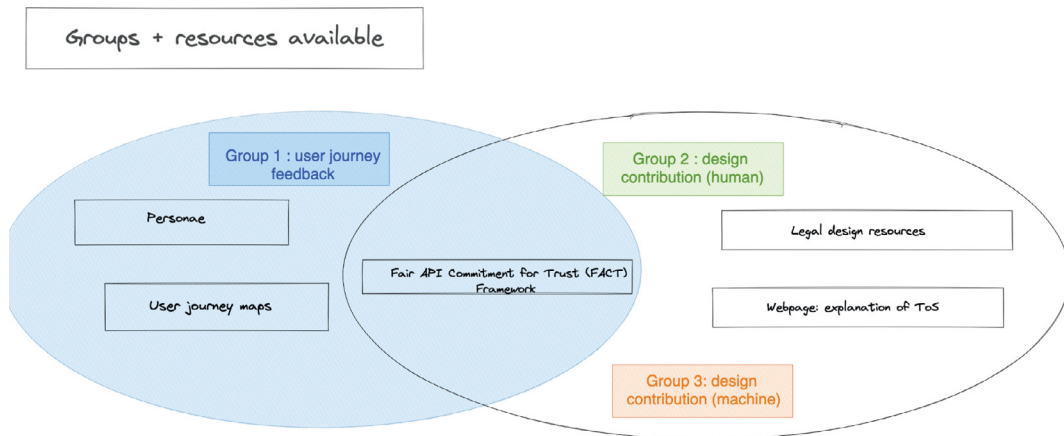 Groups + resources available
Group 1 : user journey
feedback
Group 2 : design
contribution (human)
Personae
Legal design resources
Fair API Commitment for Trust (FACT)
Framework
User journey maps
Webpage: explanation of ToS
Group 3: design
contribution (machine)